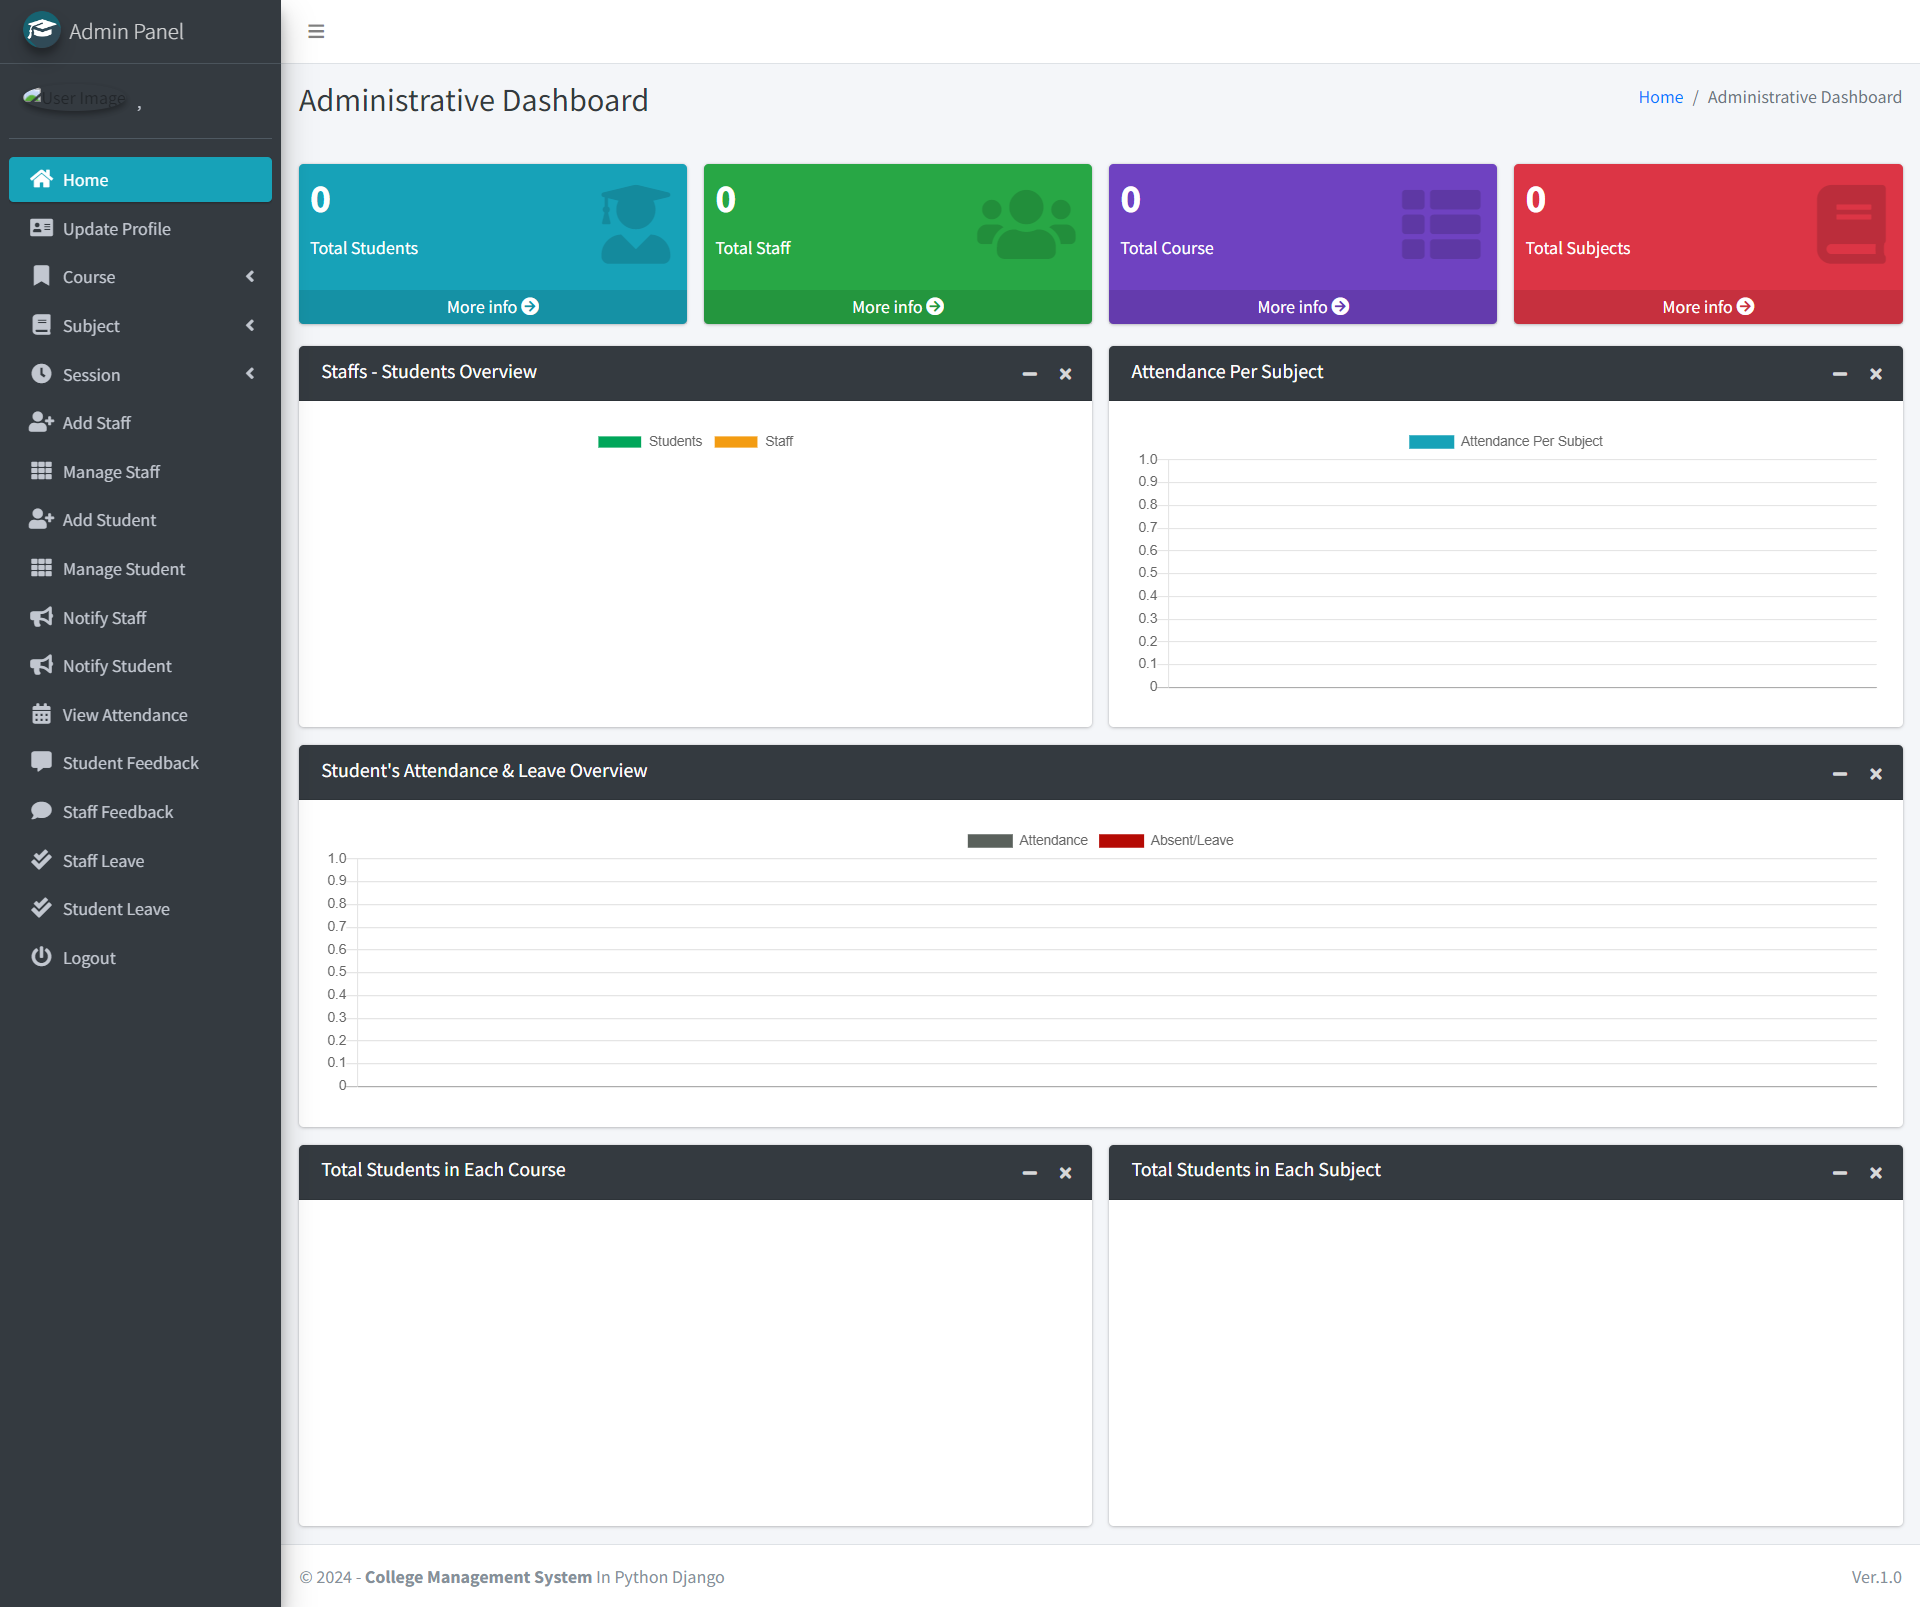 Admin Panel
User Image ,
Home
Update Profile
Course
Subject
Session
Add Staff
Manage Staff
Add Student
Manage Student
Notify Staff
Notify Student
View Attendance
Student Feedback
Staff Feedback
Staff Leave
Student Leave
Logout
Administrative Dashboard
Home / Administrative Dashboard
0
Total Students
More info
0
Total Staff
More info
0
Total Course
More info
0
Total Subjects
More info
Staffs - Students Overview
Students Staff
Attendance Per Subject
Attendance Per Subject
1.0
0.9
0.8
0.7
0.6
0.5
0.4
0.3
0.2
0.1
0
Student's Attendance & Leave Overview
Attendance Absent/Leave
1.0
0.9
0.8
0.7
0.6
0.5
0.4
0.3
0.2
0.1
0
Total Students in Each Course
Total Students in Each Subject
© 2024 - College Management System In Python Django
Ver.1.0